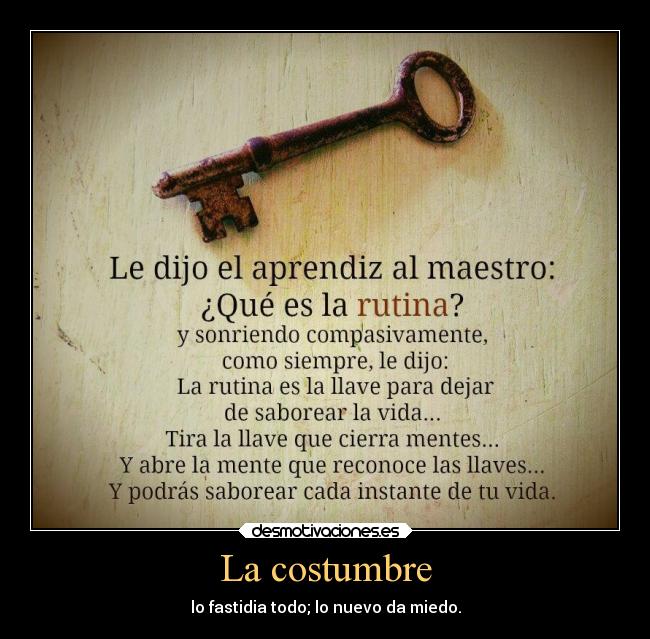 Le dijo el aprendiz al maestro:
¿Qué es la rutina?
y sonriendo compasivamente,
como siempre, le dijo:
La rutina es la llave para dejar
de saborear la vida...
Tira la llave que cierra mentes...
Y abre la mente que reconoce las llaves...
Y podrás saborear cada instante de tu vida.
desmotivaciones.es
La costumbre
lo fastidia todo; lo nuevo da miedo.